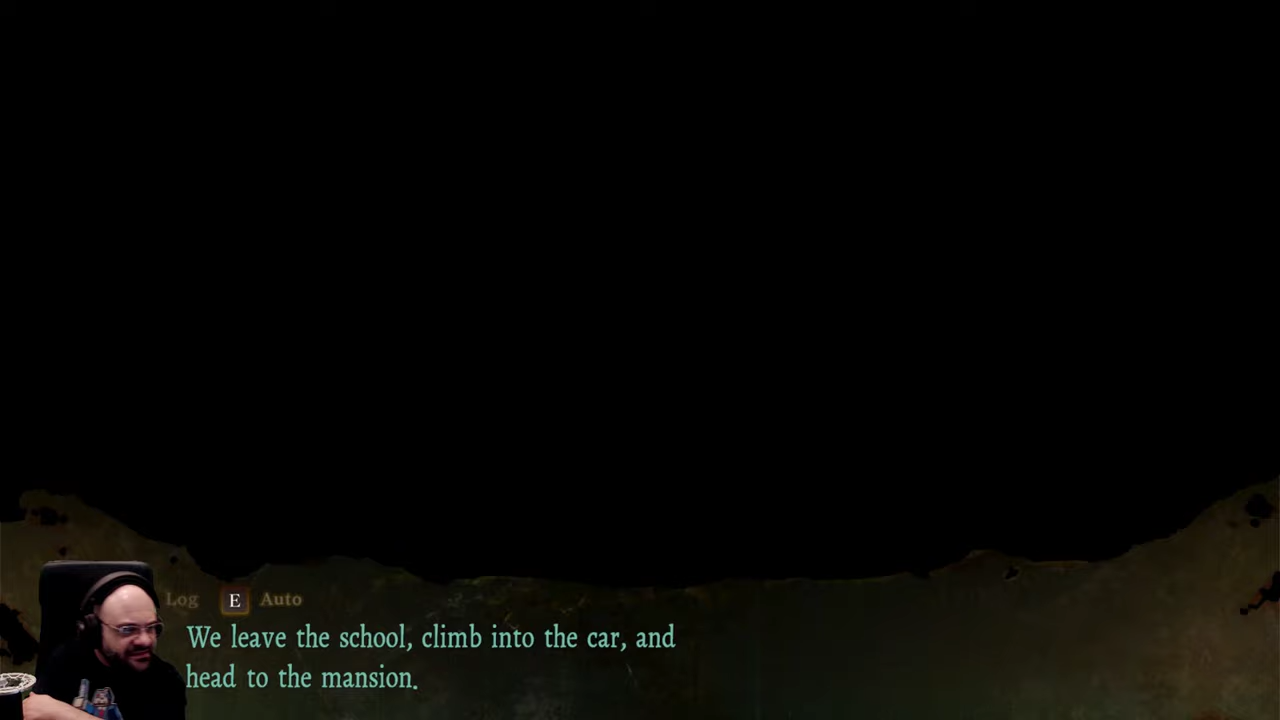 Log E Auto
We leave the school, climb into the car, and
head to the mansion.